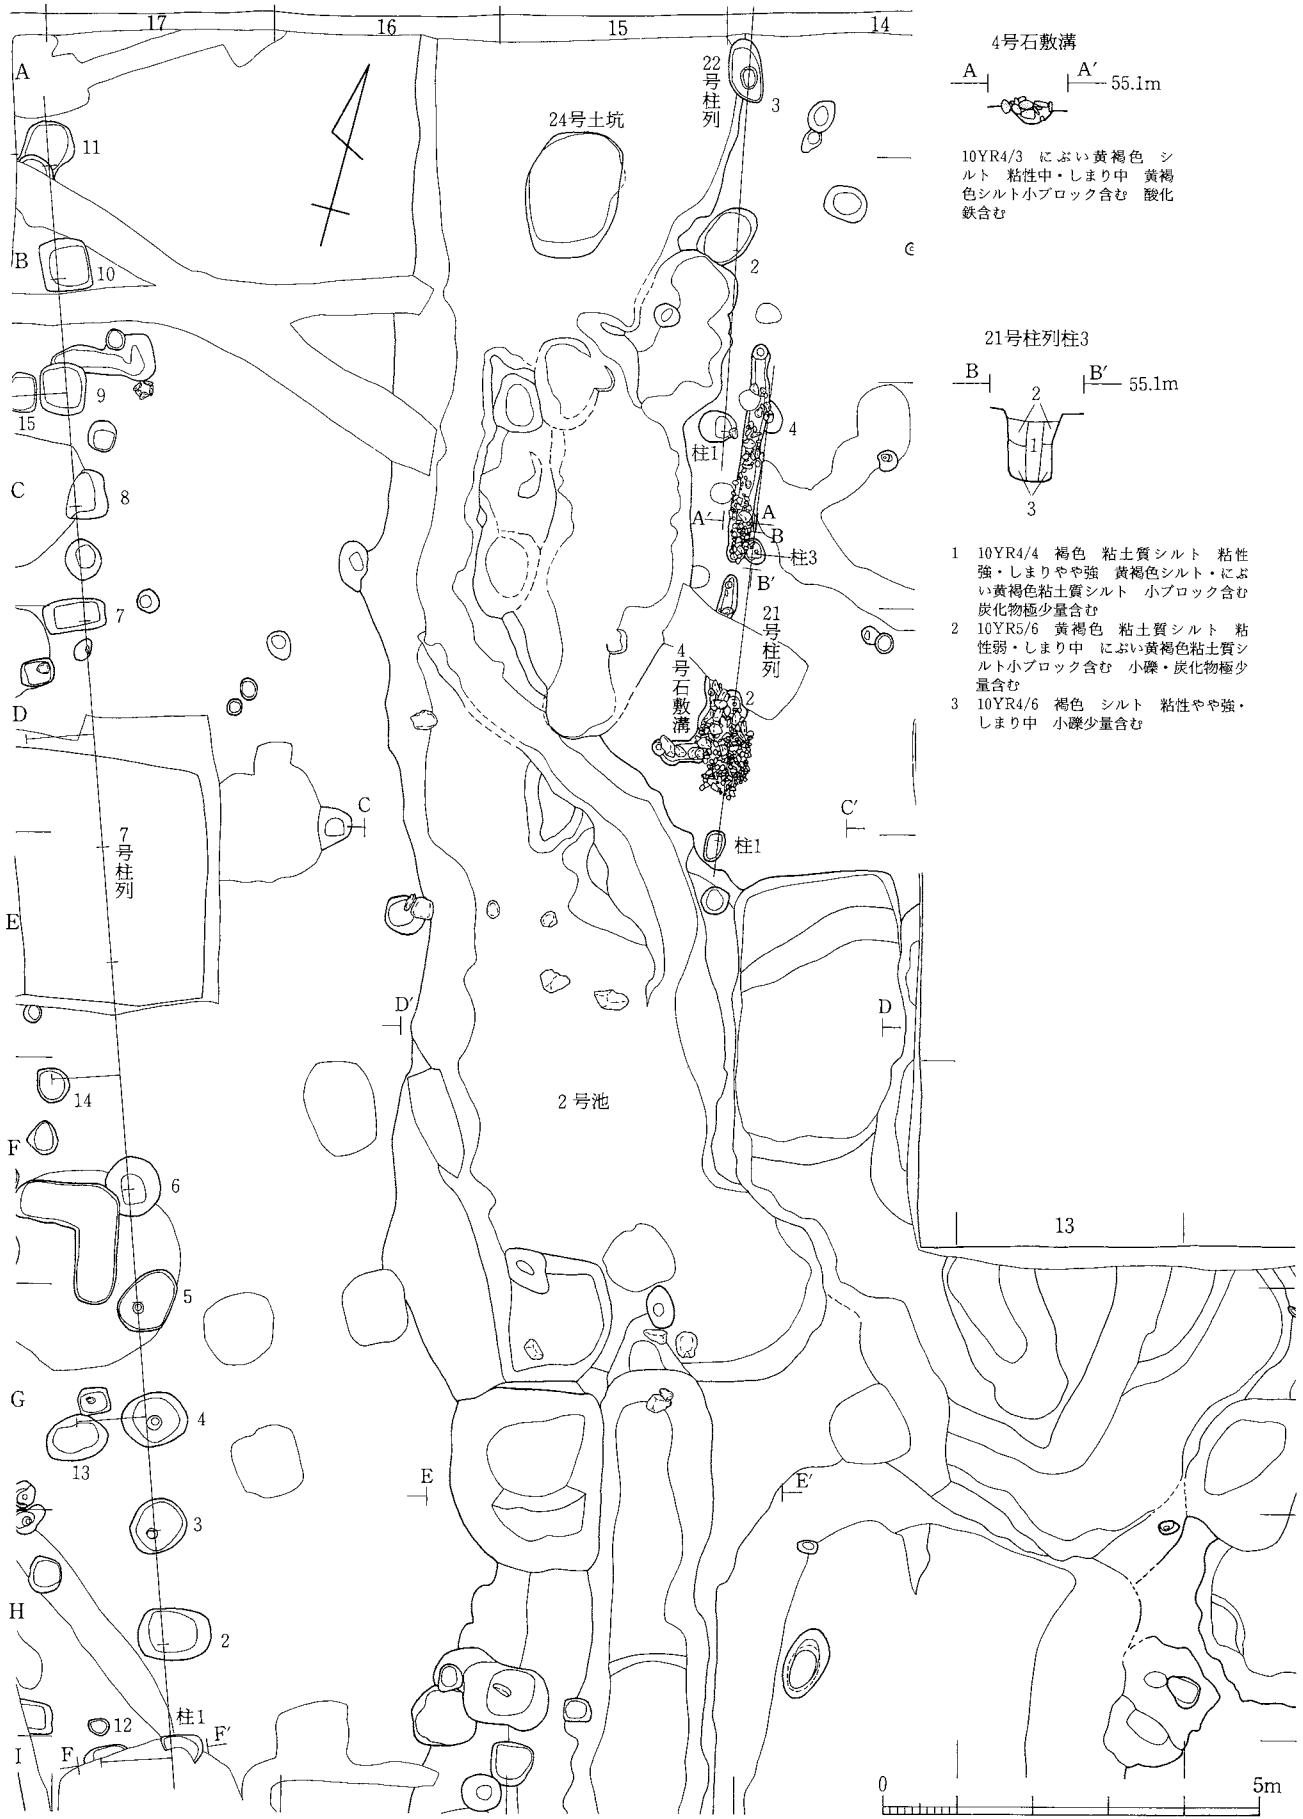 17
16
15
14
A
22号柱列
3
24号土坑
11
B
10
2
9
15
柱1
4
C
8
A′
A
B
柱3
B′
7
21号柱列
4号石敷溝
2
D
C
C′
7号柱列
柱1
E
D′
D
14
2号池
F
6
13
5
G
4
13
E
E′
3
H
2
柱1
12
F
F′
I
0
5m
4号石敷溝
A
A′
55.1m
10YR4/3 にぶい黄褐色 シ
ルト 粘性中・しまり中 黄褐
色シルト小ブロック含む 酸化
鉄含む
21号柱列柱3
B
B′
55.1m
2
1
3
1 10YR4/4 褐色 粘土質シルト 粘性
強・しまりやや強 黄褐色シルト・にぶ
い黄褐色粘土質シルト 小ブロック含む
炭化物極少量含む
2 10YR5/6 黄褐色 粘土質シルト 粘
性弱・しまり中 にぶい黄褐色粘土質シ
ルト小ブロック含む 小礫・炭化物極少
量含む
3 10YR4/6 褐色 シルト 粘性やや強・
しまり中 小礫少量含む